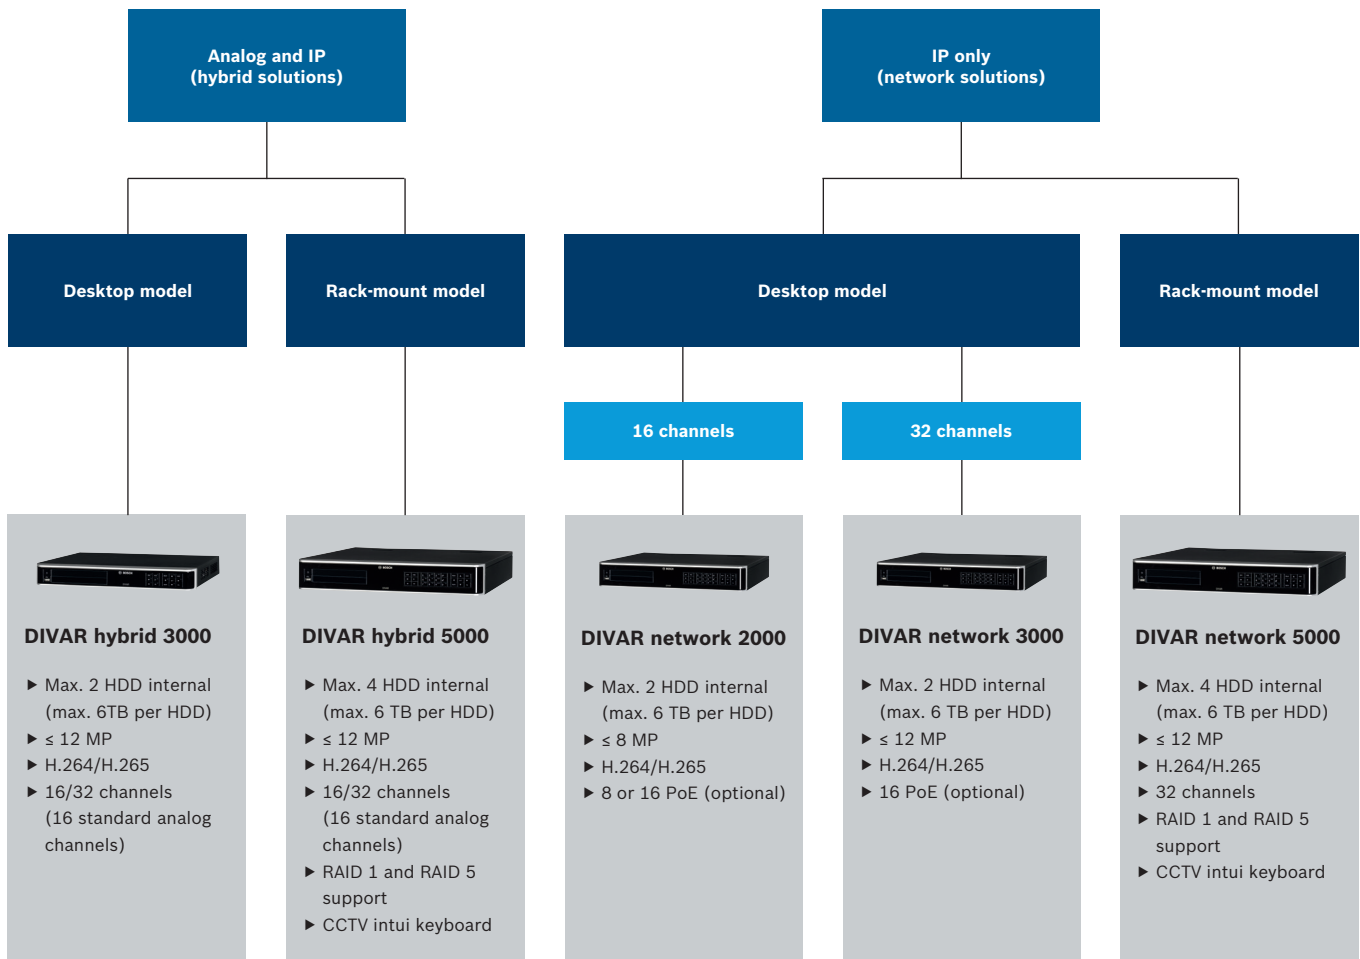 Analog and IP
(hybrid solutions)
IP only
(network solutions)
Desktop model
Rack-mount model
Desktop model
Rack-mount model
16 channels
32 channels
DIVAR hybrid 3000
▶ Max. 2 HDD internal
(max. 6TB per HDD)
▶ ≤ 12 MP
▶ H.264/H.265
▶ 16/32 channels
(16 standard analog
channels)
DIVAR hybrid 5000
▶ Max. 4 HDD internal
(max. 6 TB per HDD)
▶ ≤ 12 MP
▶ H.264/H.265
▶ 16/32 channels
(16 standard analog
channels)
▶ RAID 1 and RAID 5
support
▶ CCTV intui keyboard
DIVAR network 2000
▶ Max. 2 HDD internal
(max. 6 TB per HDD)
▶ ≤ 8 MP
▶ H.264/H.265
▶ 8 or 16 PoE (optional)
DIVAR network 3000
▶ Max. 2 HDD internal
(max. 6 TB per HDD)
▶ ≤ 12 MP
▶ H.264/H.265
▶ 16 PoE (optional)
DIVAR network 5000
▶ Max. 4 HDD internal
(max. 6 TB per HDD)
▶ ≤ 12 MP
▶ H.264/H.265
▶ 32 channels
▶ RAID 1 and RAID 5
support
▶ CCTV intui keyboard